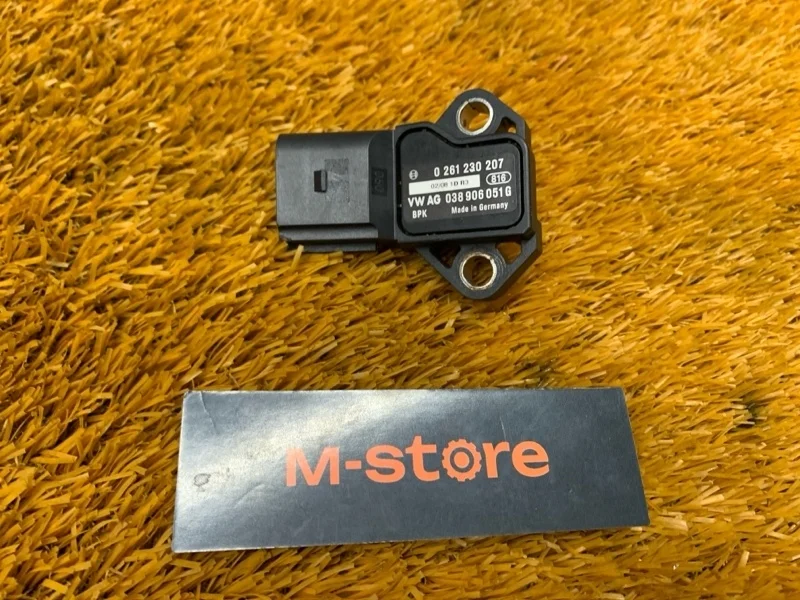 0 261 230 207
816
VW AG 038 906 051 G
BPK Made in Germany
M-store